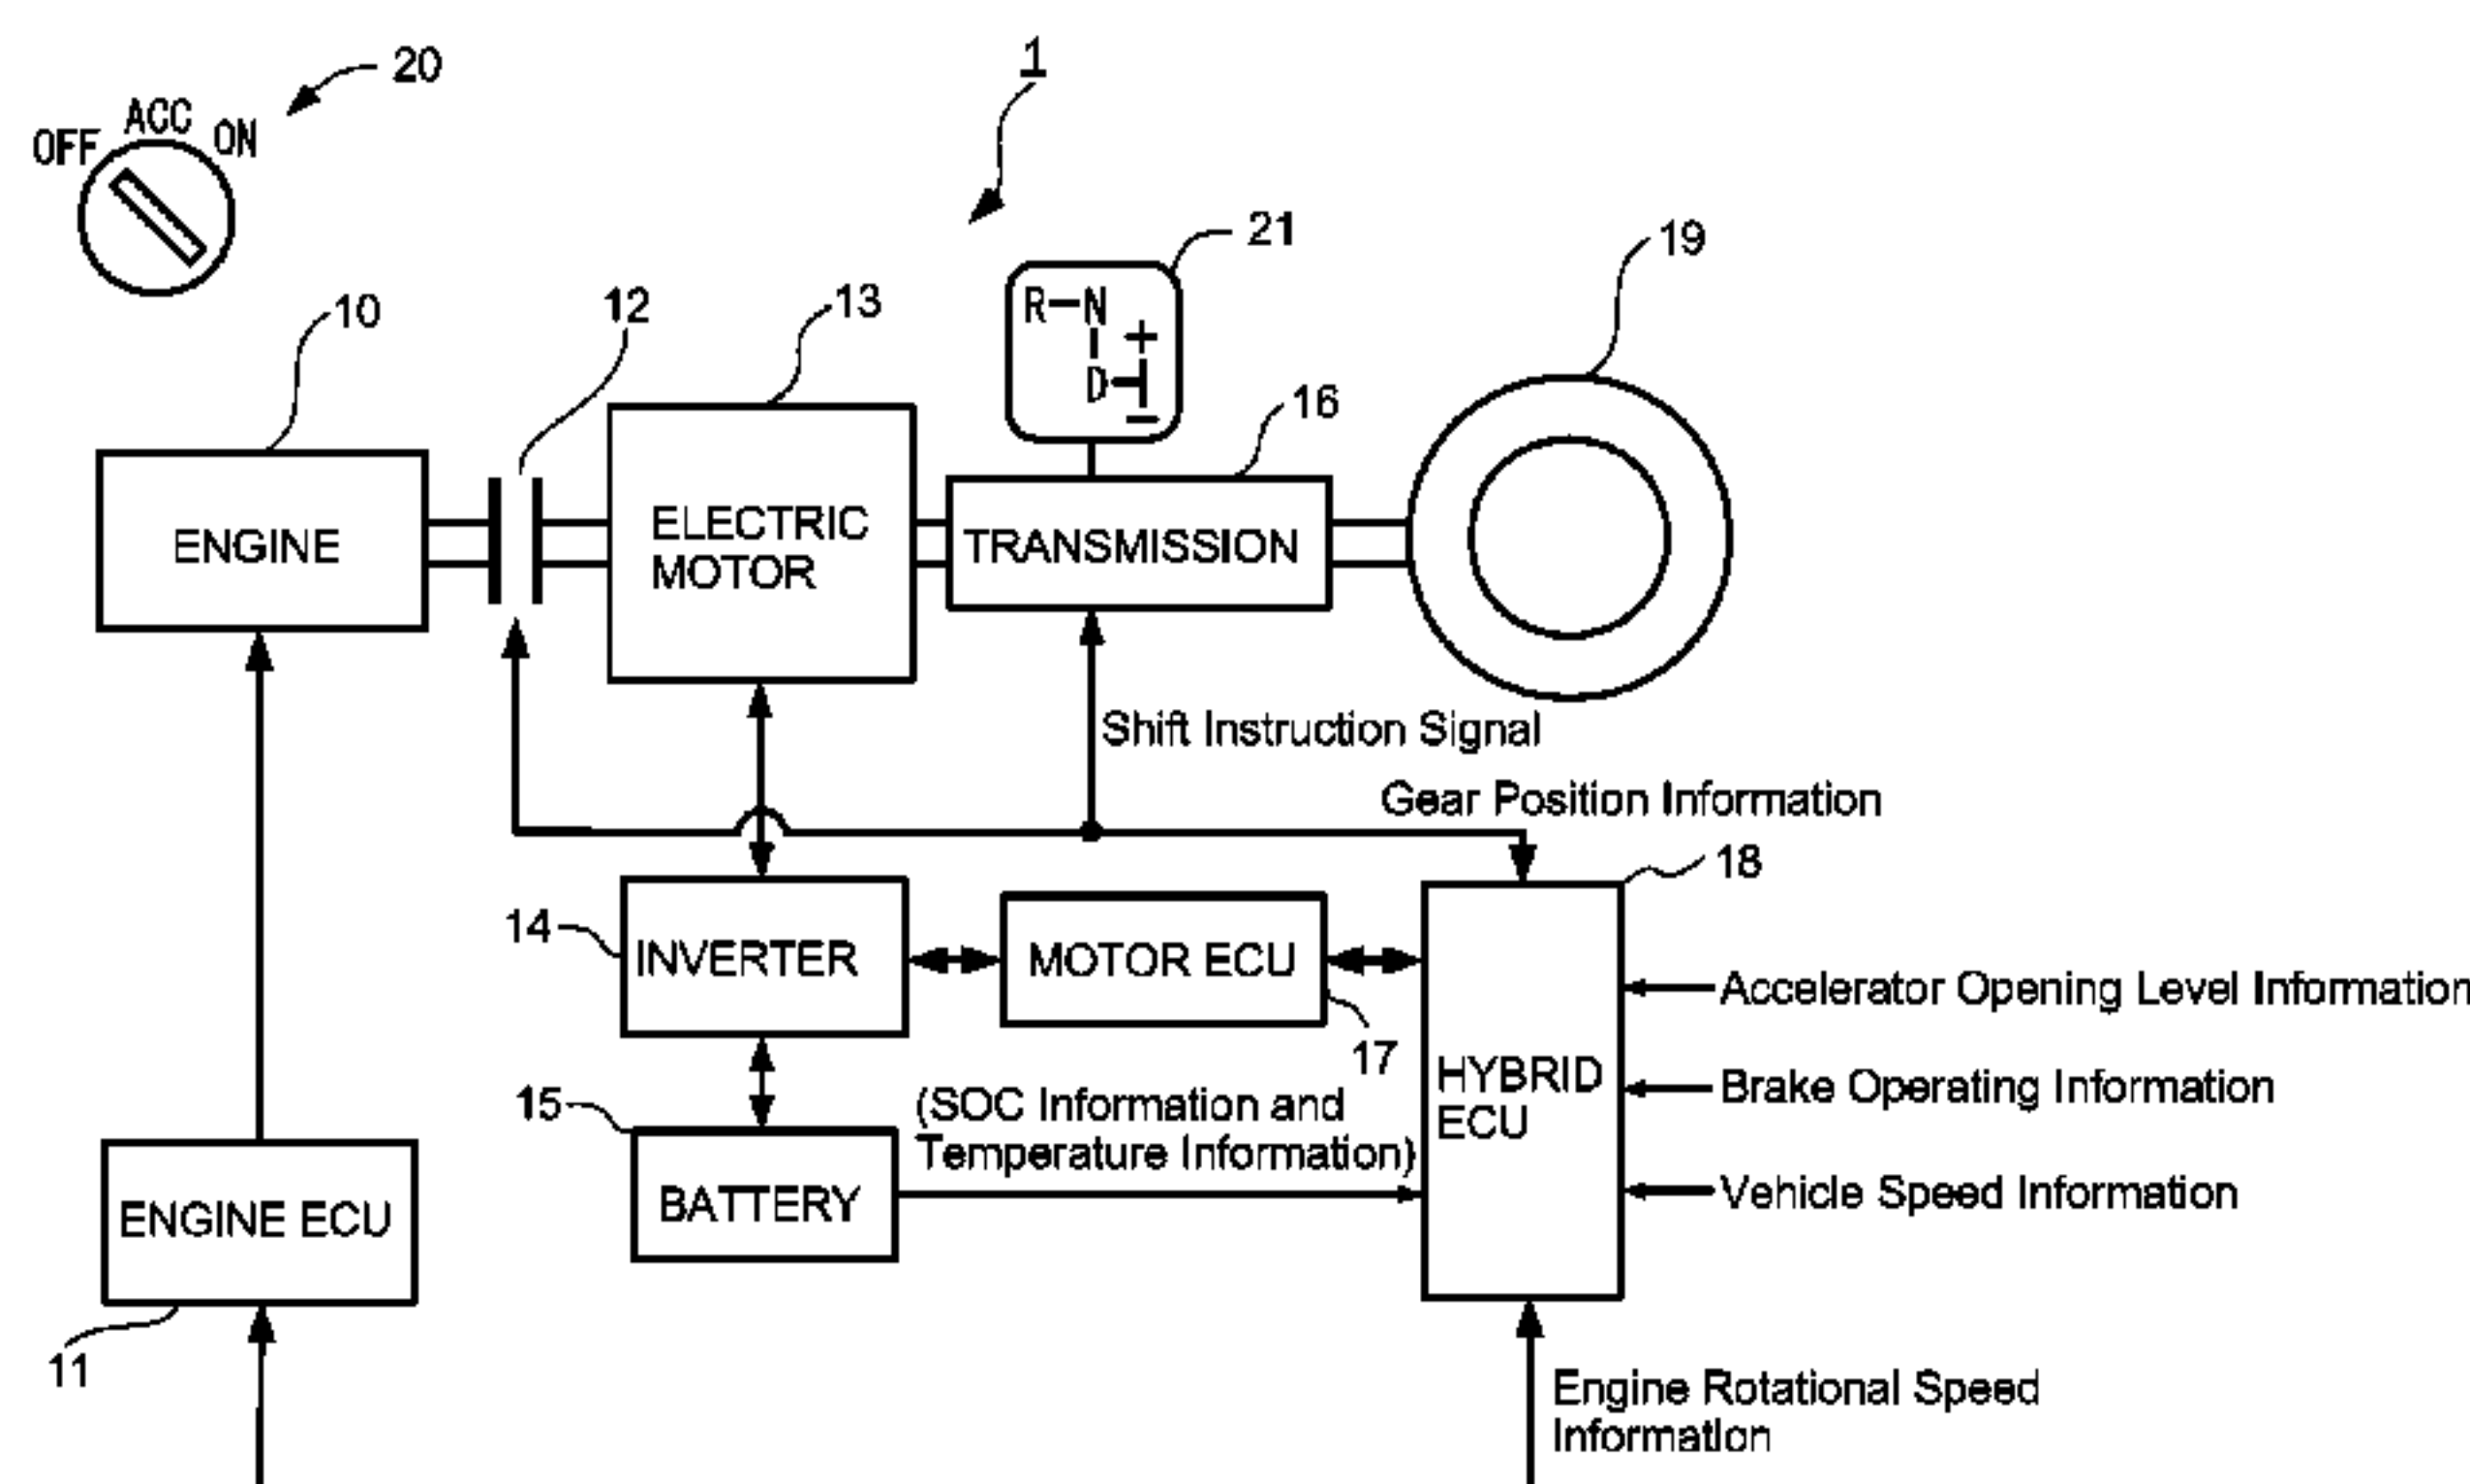 1
20
OFF ACC ON
21
19
R N
+
D
–
10
12
13
16
ENGINE
ELECTRIC
MOTOR
TRANSMISSION
Shift Instruction Signal
Gear Position Information
18
14
INVERTER
MOTOR ECU
17
Accelerator Opening Level Information
HYBRID
ECU
Brake Operating Information
15
(SOC Information and
Temperature Information)
BATTERY
Vehicle Speed Information
ENGINE ECU
11
Engine Rotational Speed
Information